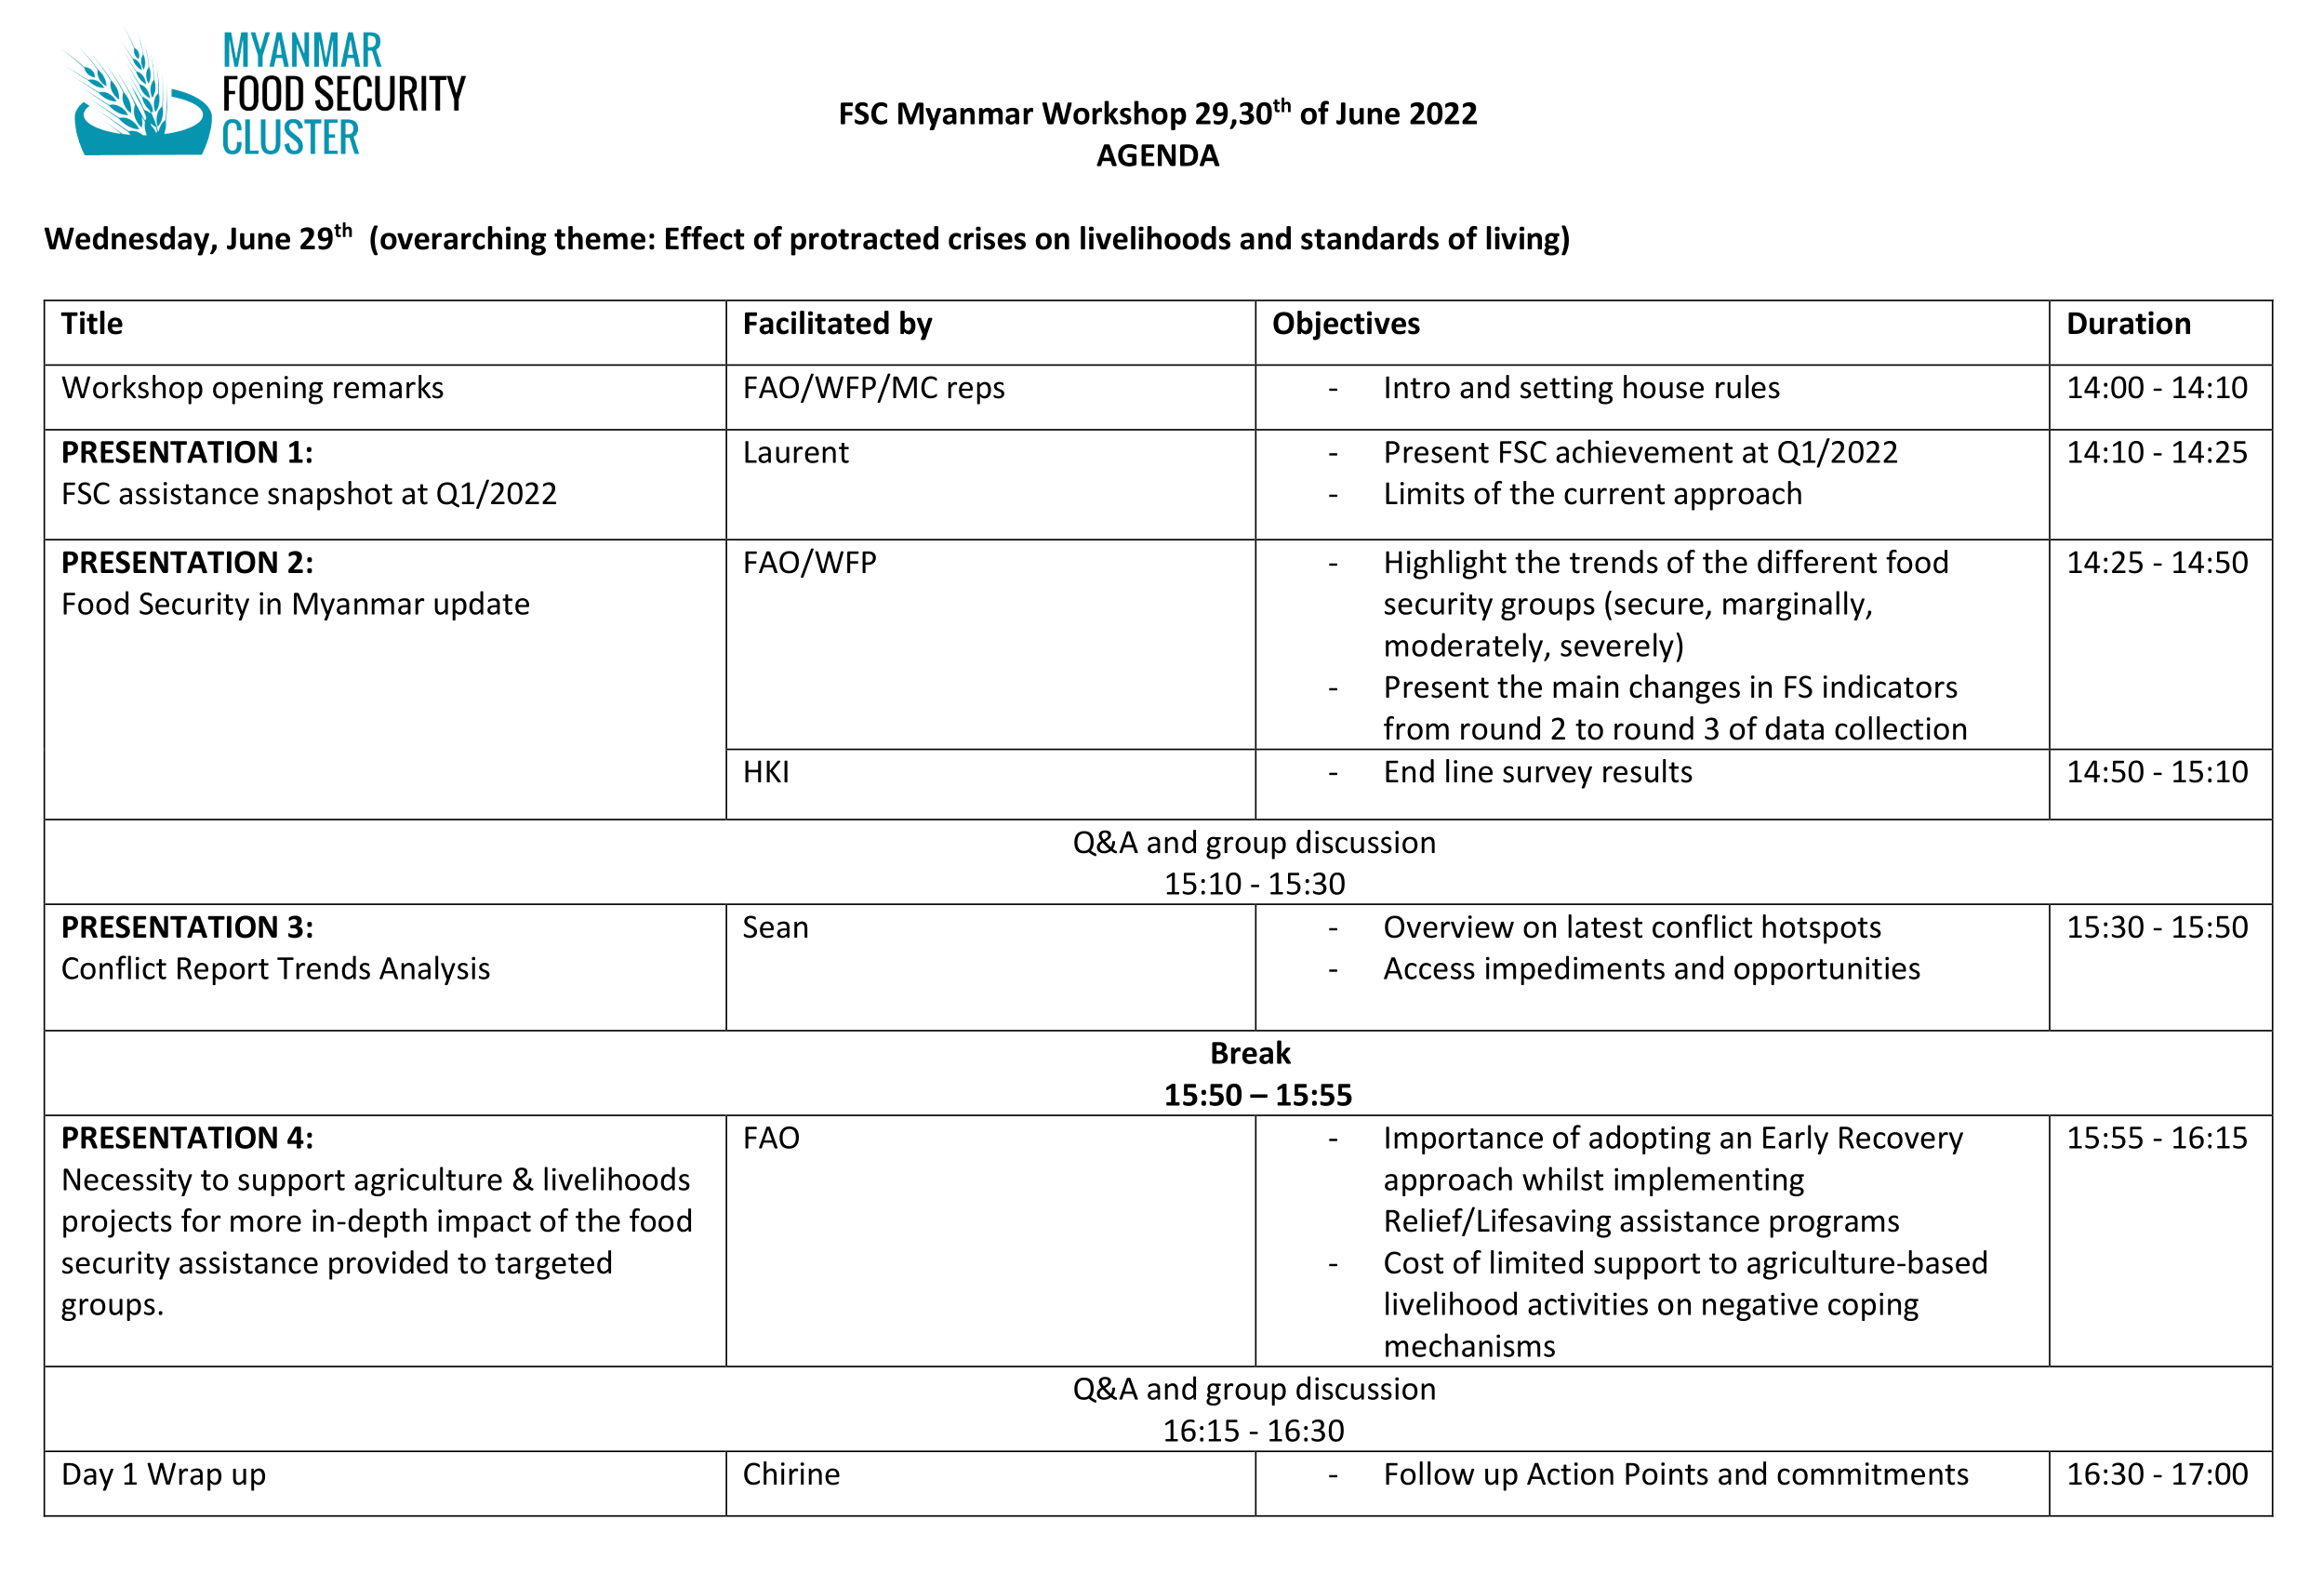 MYANMAR
FOOD SECURITY
CLUSTER
FSC Myanmar Workshop 29,30th of June 2022
AGENDA
Wednesday, June 29th (overarching theme: Effect of protracted crises on livelihoods and standards of living)
Title Facilitated by Objectives Duration
Workshop opening remarks FAO/WFP/MC reps - Intro and setting house rules 14:00 - 14:10
PRESENTATION 1: Laurent - Present FSC achievement at Q1/2022 14:10 - 14:25
FSC assistance snapshot at Q1/2022 - Limits of the current approach
PRESENTATION 2: FAO/WFP - Highlight the trends of the different food 14:25 - 14:50
Food Security in Myanmar update security groups (secure, marginally,
moderately, severely)
- Present the main changes in FS indicators
from round 2 to round 3 of data collection
HKI - End line survey results 14:50 - 15:10
Q&A and group discussion
15:10 - 15:30
PRESENTATION 3: Sean - Overview on latest conflict hotspots 15:30 - 15:50
Conflict Report Trends Analysis - Access impediments and opportunities
Break
15:50 – 15:55
PRESENTATION 4: FAO - Importance of adopting an Early Recovery 15:55 - 16:15
Necessity to support agriculture & livelihoods approach whilst implementing
projects for more in-depth impact of the food Relief/Lifesaving assistance programs
security assistance provided to targeted - Cost of limited support to agriculture-based
groups. livelihood activities on negative coping
mechanisms
Q&A and group discussion
16:15 - 16:30
Day 1 Wrap up Chirine - Follow up Action Points and commitments 16:30 - 17:00